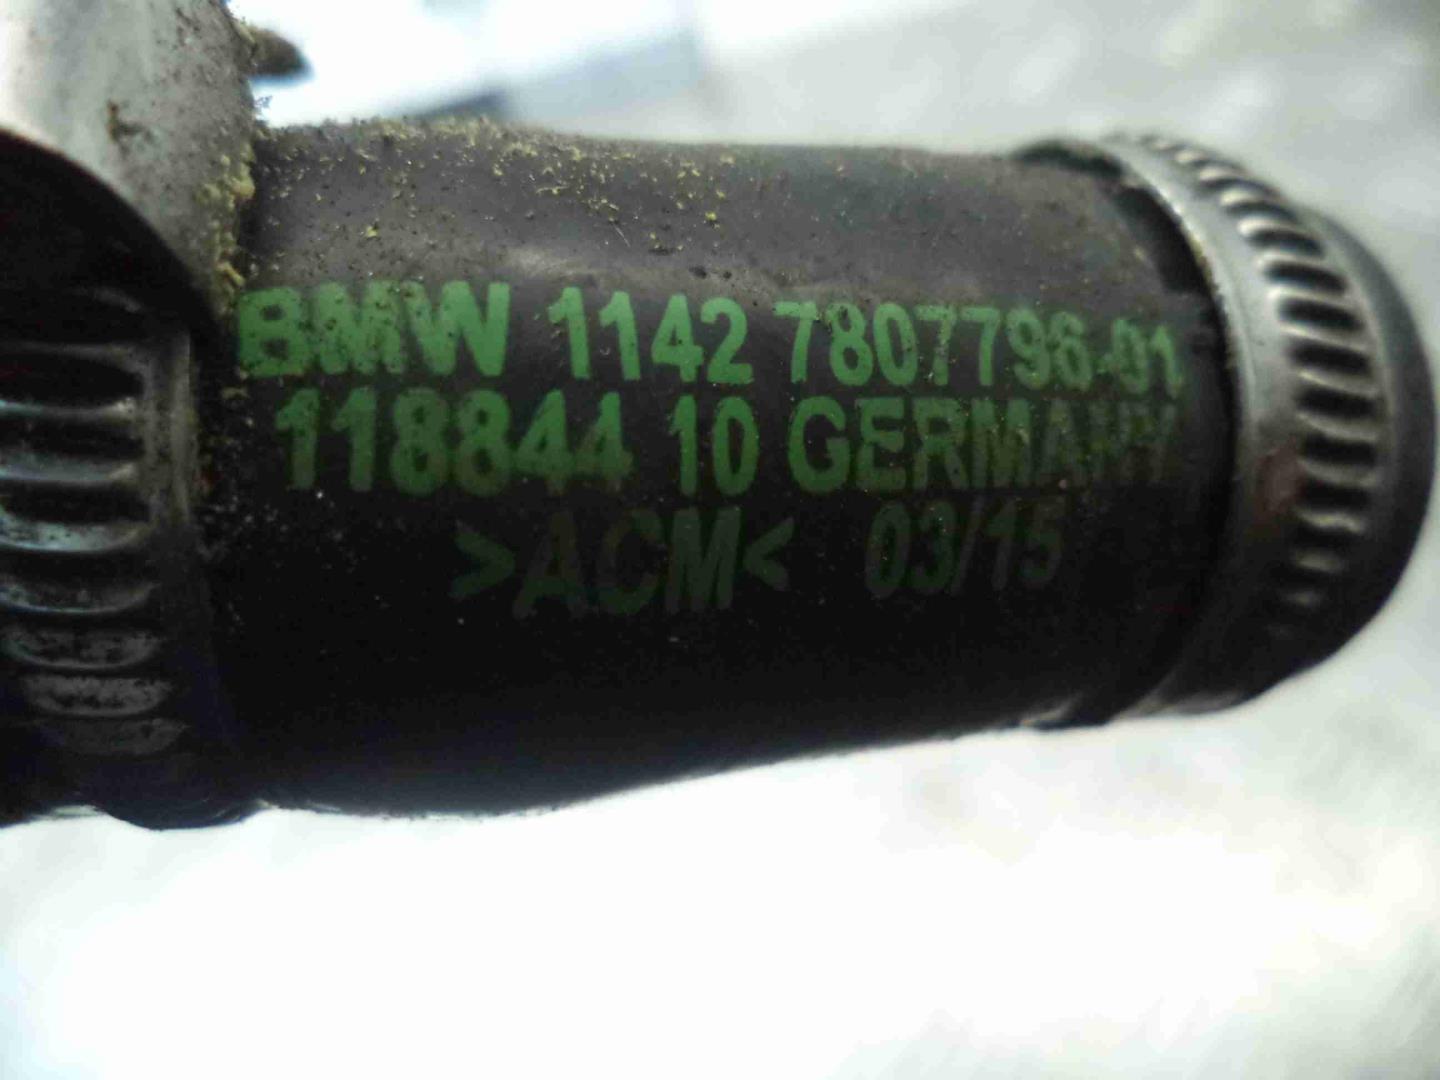 BMW 1142 7807796-01
118844 10 GERMANY
>ACM< 03/15